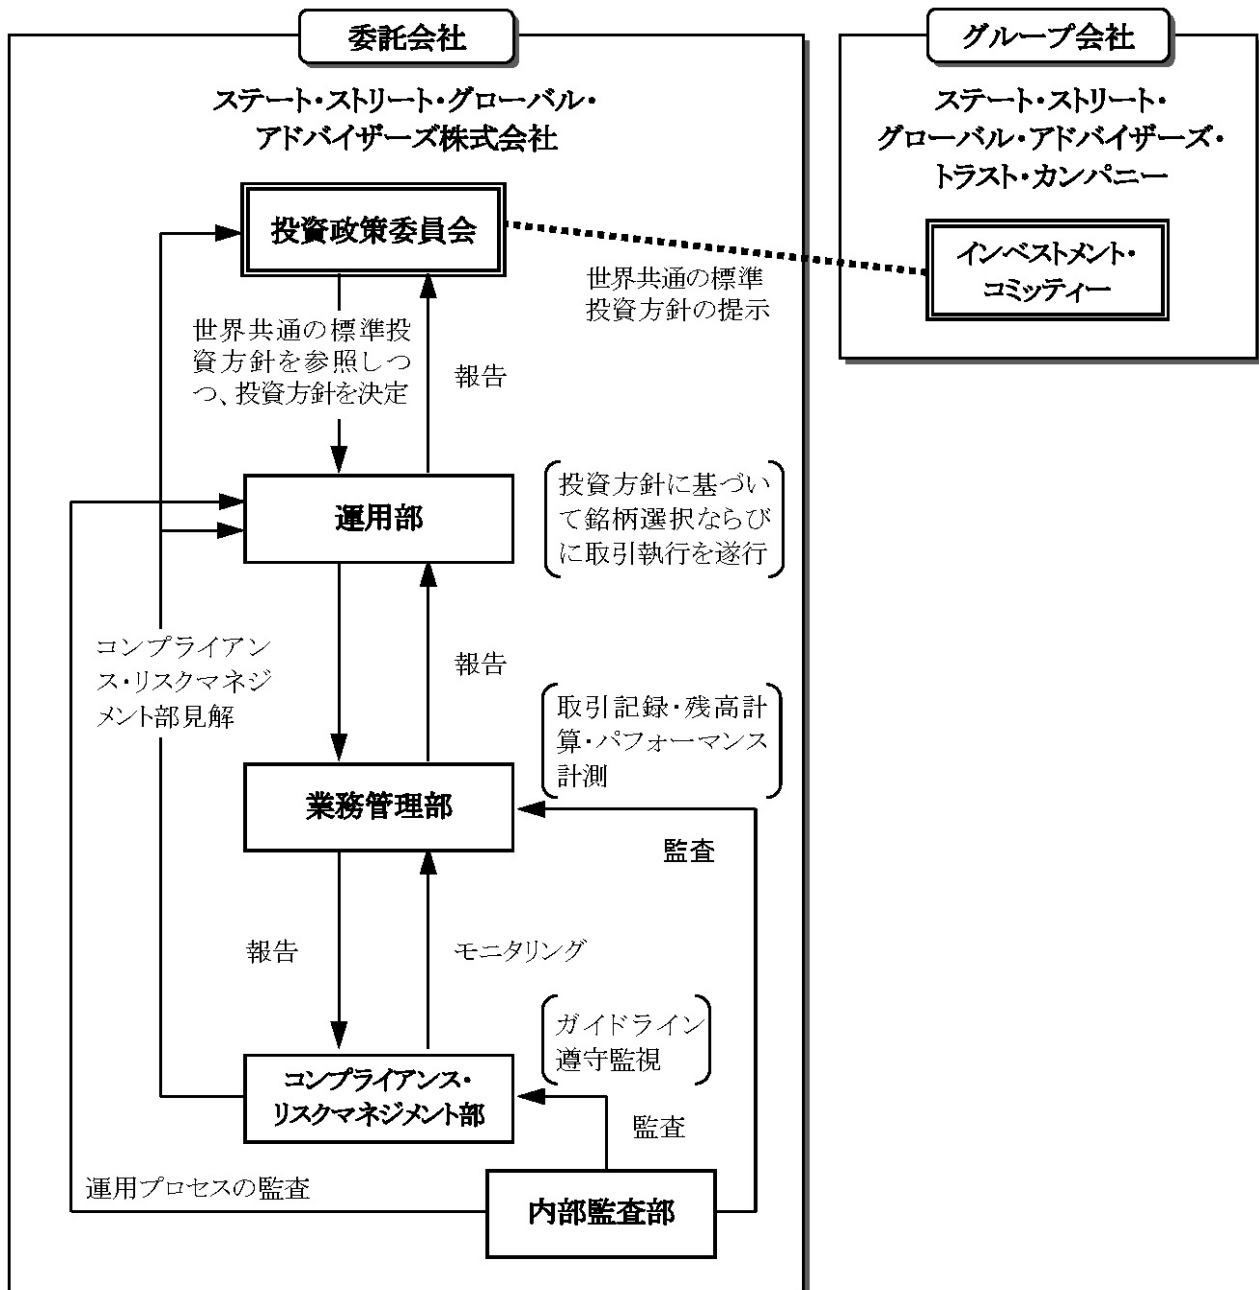 委託会社
ステート・ストリート・グローバル・
アドバイザーズ株式会社
グループ会社
ステート・ストリート・
グローバル・アドバイザーズ・
トラスト・カンパニー
投資政策委員会
インベストメント・
コミッティー
世界共通の標準
投資方針の提示
世界共通の標準投
資方針を参照しつ
つ、投資方針を決定
報告
運用部
投資方針に基づい
て銘柄選択ならび
に取引執行を遂行
コンプライアン
ス・リスクマネジ
メント部見解
報告
取引記録・残高計
算・パフォーマンス
計測
業務管理部
監査
報告
モニタリング
ガイドライン
遵守監視
コンプライアンス・
リスクマネジメント部
監査
運用プロセスの監査
内部監査部